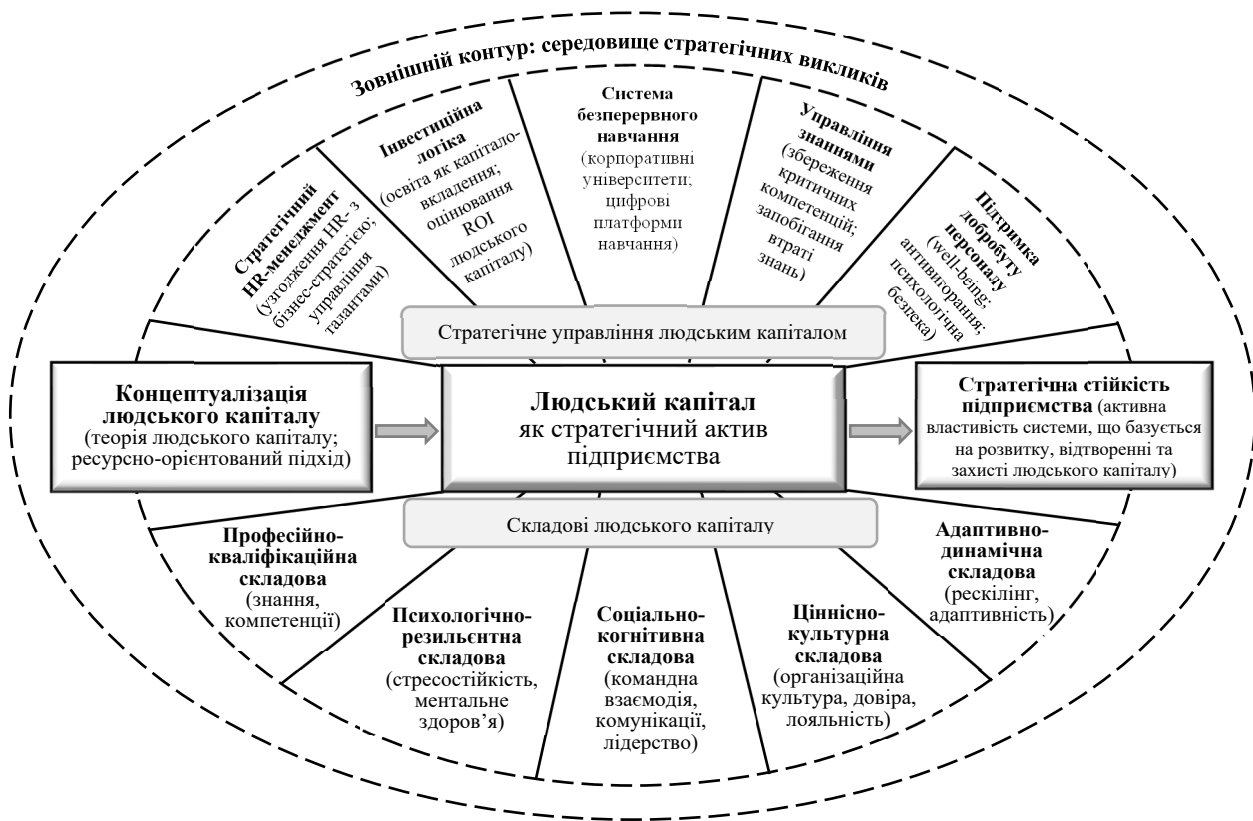 Зовнішній контур: середовище стратегічних викликів
Стратегічний
HR-менеджмент
(узгодження HR- з
бізнес-стратегією;
управління
талантами)
Інвестиційна
логіка
(освіта як капітало-
вкладення;
оцінювання
ROI
людського
капіталу)
Система
безперервного
навчання
(корпоративні
університети;
цифрові
платформи
навчання)
Управління
знаннями
(збереження
критичних
компетенцій;
запобігання
втраті
знань)
Підтримка
добробуту
персоналу
(well-being;
антивигорання;
психологічна
безпека)
Стратегічне управління людським капіталом
Концептуалізація
людського капіталу
(теорія людського капіталу;
ресурсно-орієнтований підхід)
Людський капітал
як стратегічний актив
підприємства
Стратегічна стійкість
підприємства (активна
властивість системи, що базується
на розвитку, відтворенні та
захисті людського капіталу)
Складові людського капіталу
Професійно-
кваліфікаційна
складова
(знання,
компетенції)
Психологічно-
резильєнтна
складова
(стресостійкість,
ментальне
здоров’я)
Соціально-
когнітивна
складова
(командна
взаємодія,
комунікації,
лідерство)
Ціннісно-
культурна
складова
(організаційна
культура, довіра,
лояльність)
Адаптивно-
динамічна
складова
(рескілінг,
адаптивність)